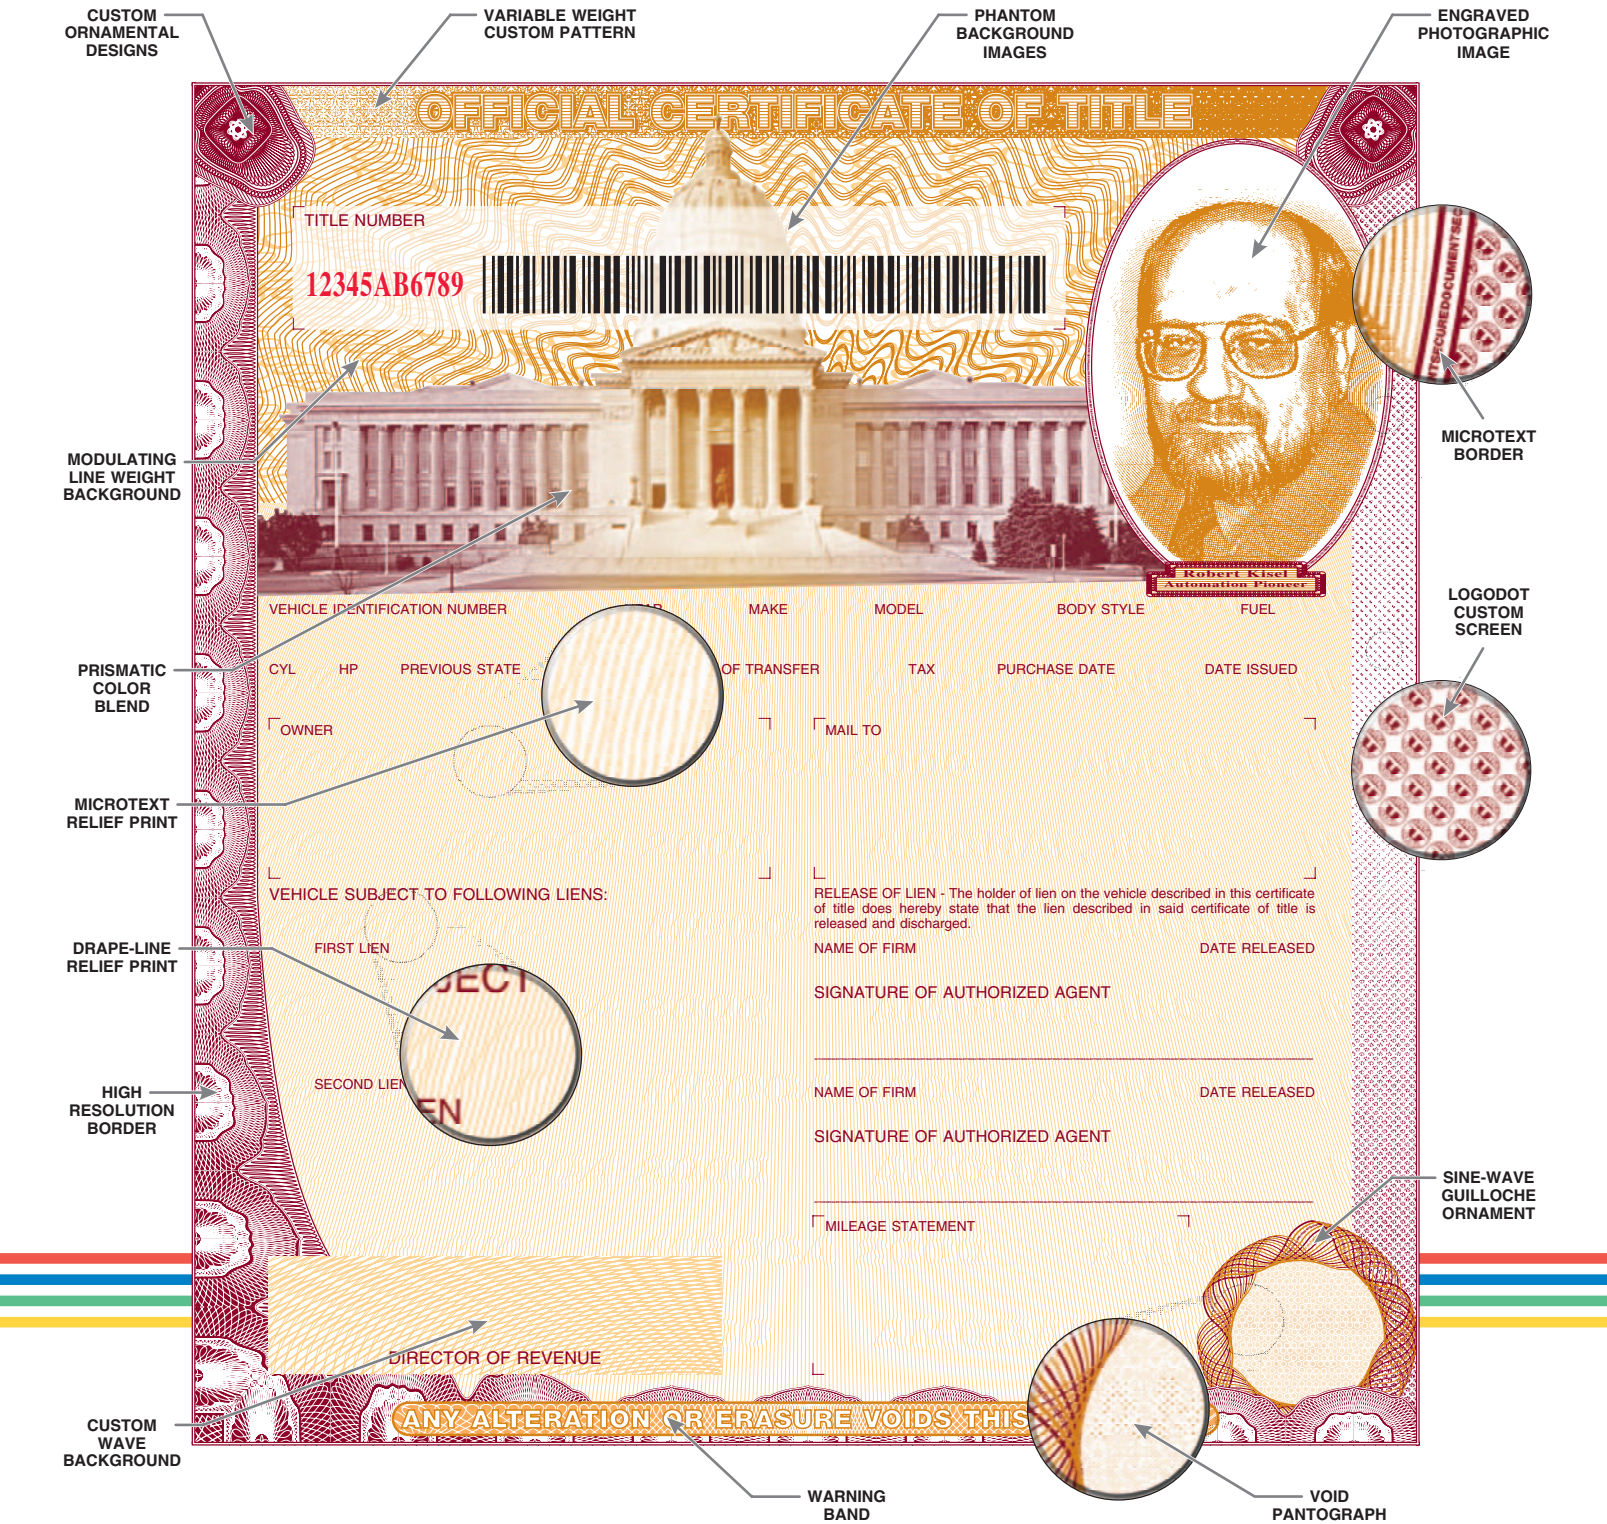 CUSTOM
ORNAMENTAL
DESIGNS
VARIABLE WEIGHT
CUSTOM PATTERN
PHANTOM
BACKGROUND
IMAGES
ENGRAVED
PHOTOGRAPHIC
IMAGE
OFFICIAL CERTIFICATE OF TITLE
TITLE NUMBER
12345AB6789
NTSECUREDOCUMENTSEC
MICROTEXT
BORDER
MODULATING
LINE WEIGHT
BACKGROUND
Robert Kisel
Automation Pioneer
VEHICLE IDENTIFICATION NUMBER MAKE MODEL BODY STYLE FUEL
LOGODOT
CUSTOM
SCREEN
PRISMATIC
COLOR
BLEND
CYL HP PREVIOUS STATE OF TRANSFER TAX PURCHASE DATE DATE ISSUED
OWNER
MAIL TO
MICROTEXT
RELIEF PRINT
VEHICLE SUBJECT TO FOLLOWING LIENS:
RELEASE OF LIEN - The holder of lien on the vehicle described in this certificate
of title does hereby state that the lien described in said certificate of title is
released and discharged.
DRAPE-LINE
RELIEF PRINT
FIRST LIEN
NAME OF FIRM DATE RELEASED
JECT
SIGNATURE OF AUTHORIZED AGENT
SECOND LIEN
EN
NAME OF FIRM DATE RELEASED
HIGH
RESOLUTION
BORDER
SIGNATURE OF AUTHORIZED AGENT
SINE-WAVE
GUILLOCHE
ORNAMENT
MILEAGE STATEMENT
DIRECTOR OF REVENUE
CUSTOM
WAVE
BACKGROUND
ANY ALTERATION OR ERASURE VOIDS THIS
WARNING
BAND
VOID
PANTOGRAPH